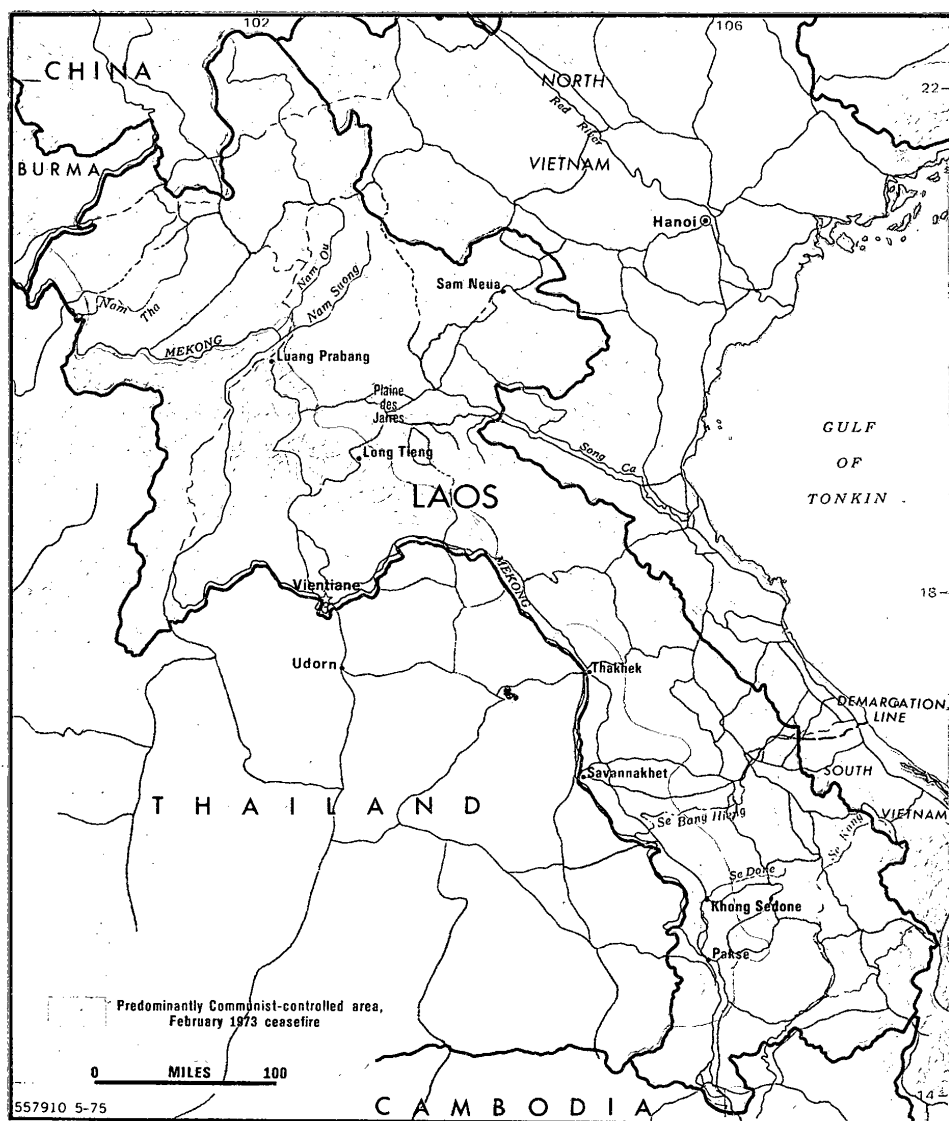 102
106
CHINA
NORTH
Red River
22
BURMA
VIETNAM
Hanoi
Nam Ou
Sam Neua
Nam Suong
Nam Tha
MEKONG
Luang Prabang
Plaine
des
Jarres
GULF
OF
TONKIN
Long Tieng
Song Ca
LAOS
MEKONG
Vientiane
18
Udorn
Thakhek
DEMARCATION
LINE
Savannakhet
SOUTH
THAILAND
Se Bang Hieng
VIETNAM
Se Kong
Se Done
Khong Sedone
Pakse
Predominantly Communist-controlled area,
February 1973 ceasefire
0 MILES 100
557910 5-75
CAMBODIA
14